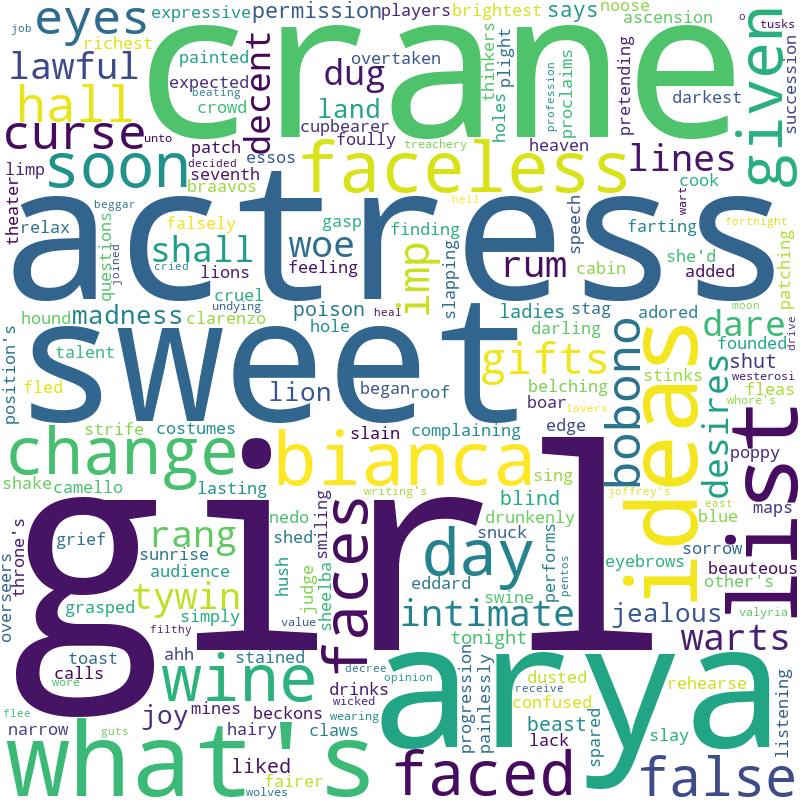 job expressive permission players brightest says noose ascension o tusks
eyes crane given
richest painted overtaken thinkers plight
lawful expected dug darkest succession
hall beating crowd decent land holes profession proclaims pretending
curse unto cupbearer foully heaven
limp patch decided seventh essos faceless lines
soon braavos cook wart hell
theater beggar actress fortnight
relax falsely gasp finding speech farting she'd
questions joined cried shall woe imp slapping rum cabin added patching
lions feeling
cruel undying poison heal ladies stag adored moon dare drive
hound madness clarenzo hole darling founded
position's talent sweet gifts bobono ideas desires shut westerosi
fled lion began roof belching stinks fleas
costumes boar lovers whore's
strife slain complaining edge list
change bianca sing poppy
shake camello lasting writing's joffrey's east maps
nedo smiling blind blue
grief rang shed drunkenly snuck eyebrows sorrow
overseers throne's sunrise girl hush day performs beauteous
audience judge sheelba eddard pentos other's
grasped tywin faces swine valyria
simply value intimate jealous
filthy tonight warts
toast ahh stained decree arya
calls wine opinion dusted rehearse
wore drinks wicked receive confused
flee joy mines beckons wearing progression painlessly beast listening
narrow hairy claws lack spared slay
guts what's liked faced false
fairer
wolves